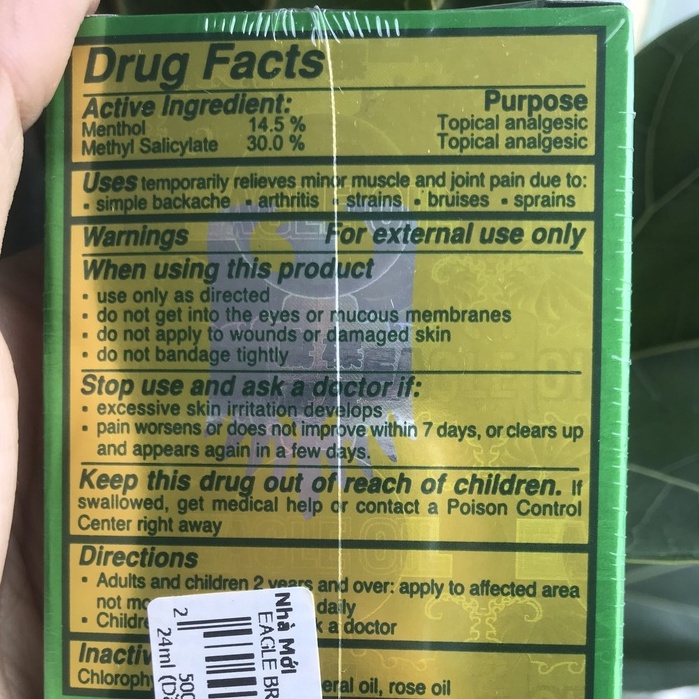 Drug Facts
Active Ingredient: Purpose
Menthol 14.5 % Topical analgesic
Methyl Salicylate 30.0 % Topical analgesic
Uses temporarily relieves minor muscle and joint pain due to:
▪ simple backache ▪ arthritis ▪ strains ▪ bruises ▪ sprains
Warnings For external use only
When using this product
▪ use only as directed
▪ do not get into the eyes or mucous membranes
▪ do not apply to wounds or damaged skin
▪ do not bandage tightly
Stop use and ask a doctor if:
▪ excessive skin irritation develops
▪ pain worsens or does not improve within 7 days, or clears up
and appears again in a few days.
Keep this drug out of reach of children. If
swallowed, get medical help or contact a Poison Control
Center right away
Directions
▪ Adults and children 2 years and over: apply to affected area
not daily
▪ a doctor
oil, rose oil
Nhà Mới
EAGLE BR
24ml